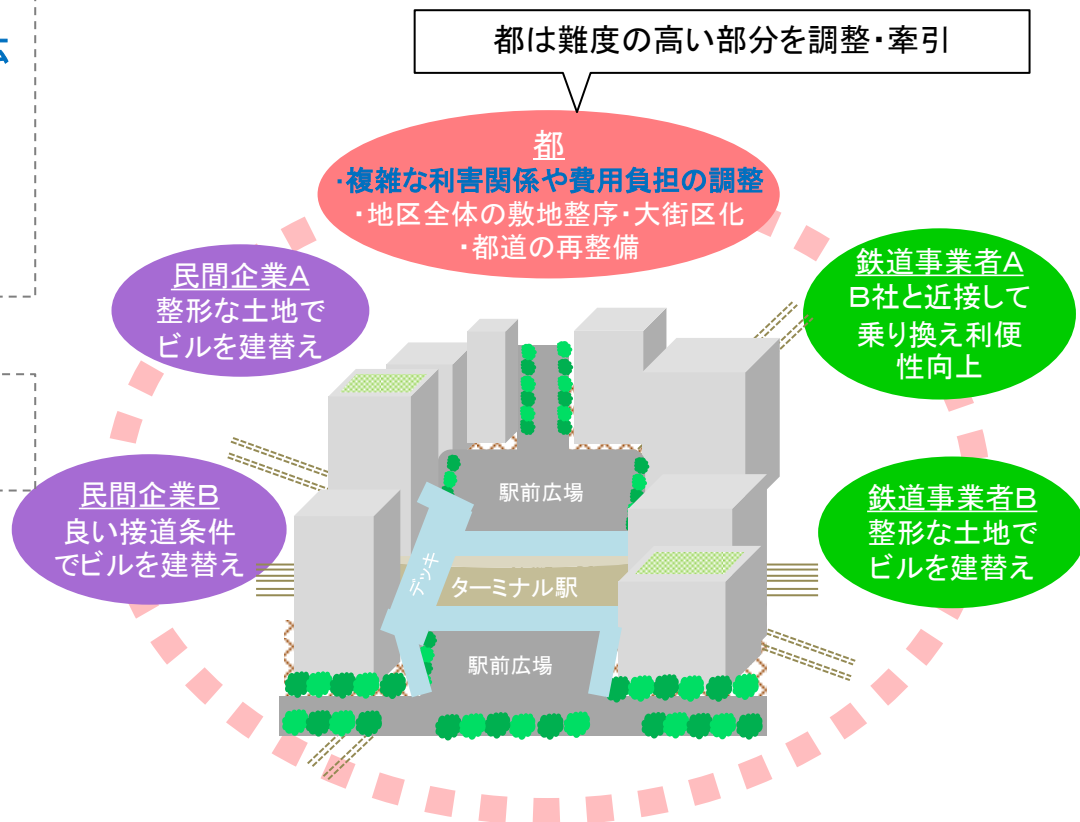 都は難度の高い部分を調整・牽引
都
・複雑な利害関係や費用負担の調整
・地区全体の敷地整序・大街区化
・都道の再整備
民間企業A
整形な土地で
ビルを建替え
鉄道事業者A
B社と近接して
乗り換え利便
性向上
民間企業B
良い接道条件
でビルを建替え
鉄道事業者B
整形な土地で
ビルを建替え
駅前広場
デッキ
ターミナル駅
駅前広場